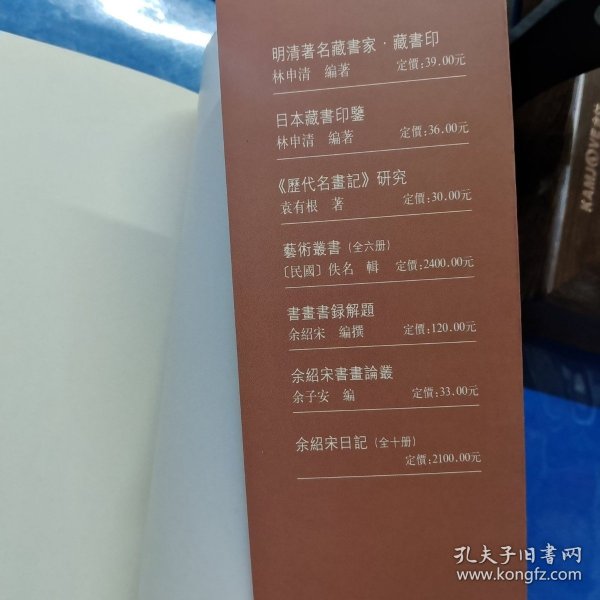 明清著名藏書家·藏書印
林申清 編著 定價:39.00元
日本藏書印鑒
林申清 編著 定價:36.00元
《歷代名畫記》研究
袁有根 著 定價:30.00元
藝術叢書(全六册)
〔民國〕佚名 輯 定價:2400.00元
書畫書録解題
余紹宋 編撰 定價:120.00元
余紹宋書畫論叢
余子安 編 定價:33.00元
余紹宋日記(全十册)
定價:2100.00元
KAMJOVE
孔夫子旧书网
www.kongfz.com